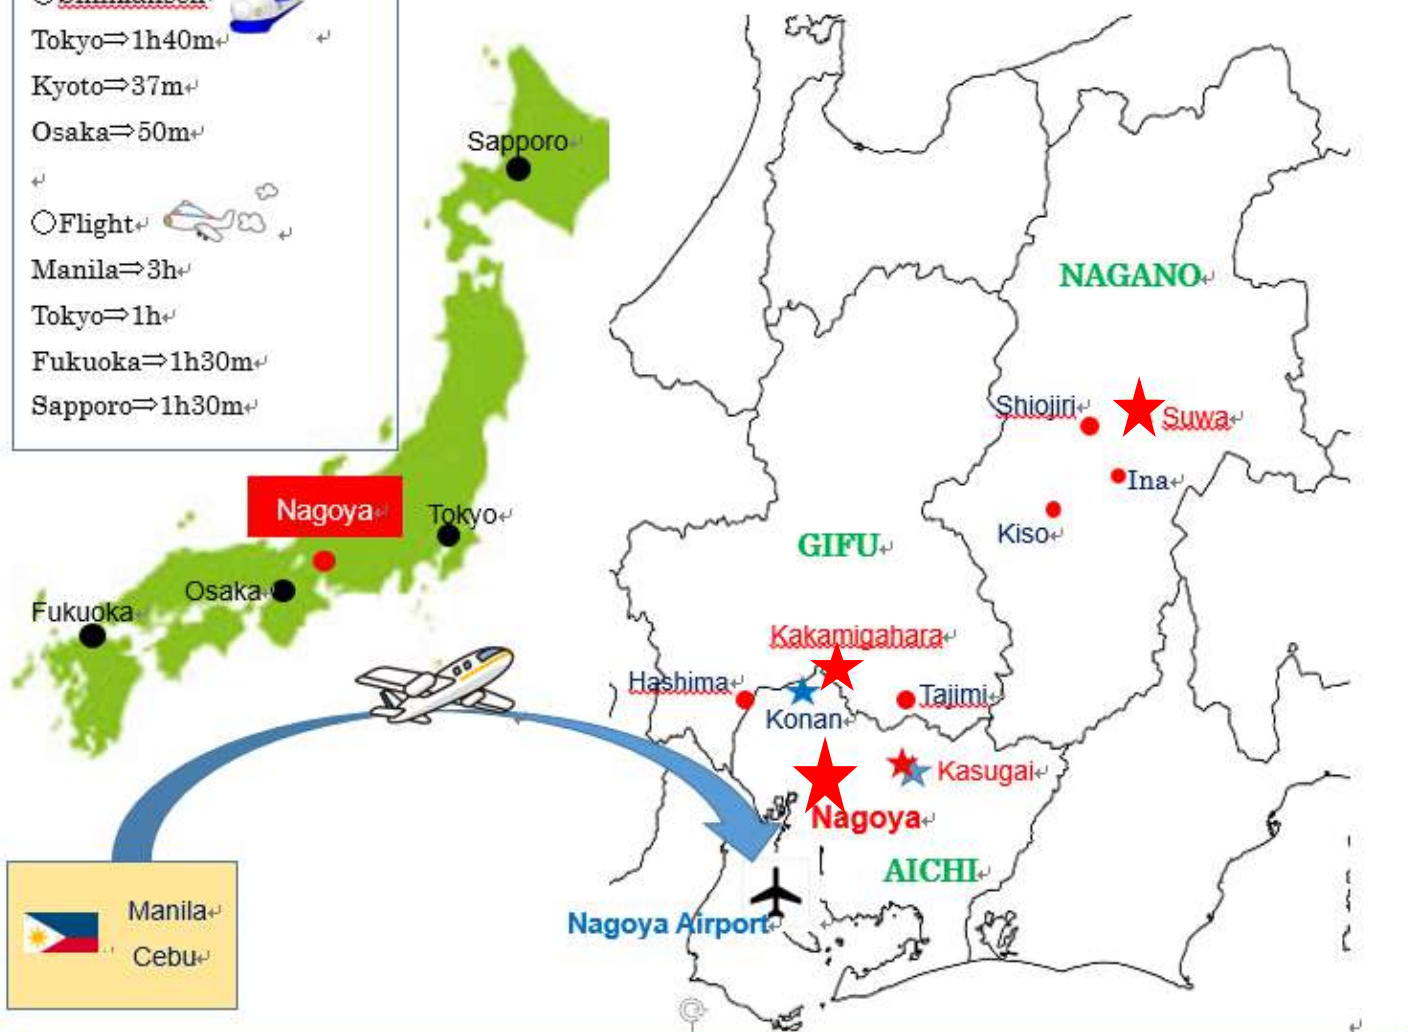 Tokyo⇒1h40m
Kyoto⇒37m
Osaka⇒50m
○Flight
Manila⇒3h
Tokyo⇒1h
Fukuoka⇒1h30m
Sapporo⇒1h30m
Sapporo
Nagoya
Tokyo
Osaka
Fukuoka
Manila
Cebu
NAGANO
Shiojiri
Suwa
Ina
Kiso
GIFU
Kakamigahara
Hashima
Tajimi
Konan
Kasugai
Nagoya
AICHI
Nagoya Airport